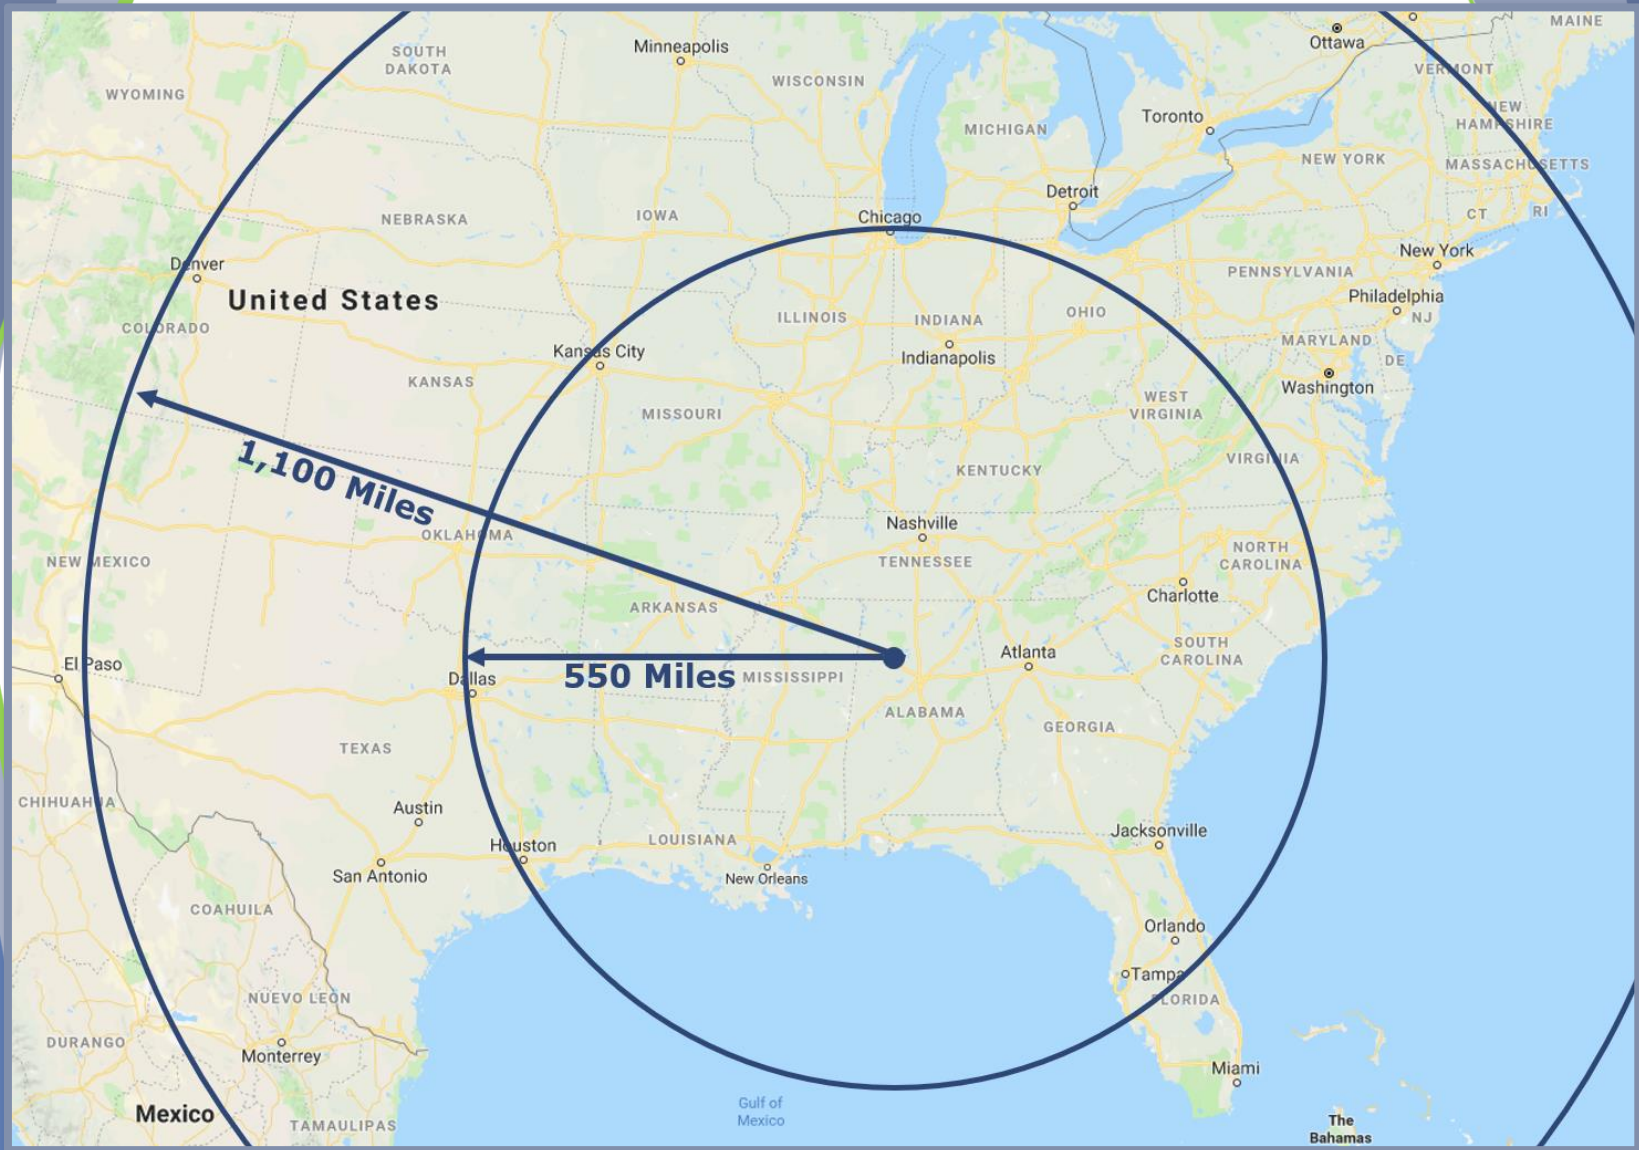 MAINE
Ottawa
SOUTH
DAKOTA
Minneapolis
WISCONSIN
VERMONT
WYOMING
NEW
HAMPSHIRE
Toronto
MICHIGAN
NEW YORK
MASSACHUSETTS
Detroit
NEBRASKA
IOWA
Chicago
CT
RI
New York
Denver
PENNSYLVANIA
United States
Philadelphia
NJ
COLORADO
ILLINOIS
INDIANA
OHIO
MARYLAND
Kansas City
Indianapolis
DE
KANSAS
Washington
MISSOURI
WEST
VIRGINIA
1,100 Miles
KENTUCKY
VIRGINIA
Nashville
OKLAHOMA
NEW MEXICO
TENNESSEE
NORTH
CAROLINA
ARKANSAS
Charlotte
El Paso
Atlanta
SOUTH
CAROLINA
Dallas
550 Miles
MISSISSIPPI
ALABAMA
GEORGIA
TEXAS
CHIHUAHUA
Austin
Jacksonville
Houston
LOUISIANA
San Antonio
New Orleans
COAHUILA
Orlando
Tampa
NUEVO LEON
FLORIDA
DURANGO
Monterrey
Miami
Mexico
TAMAULIPAS
Gulf of
Mexico
The
Bahamas